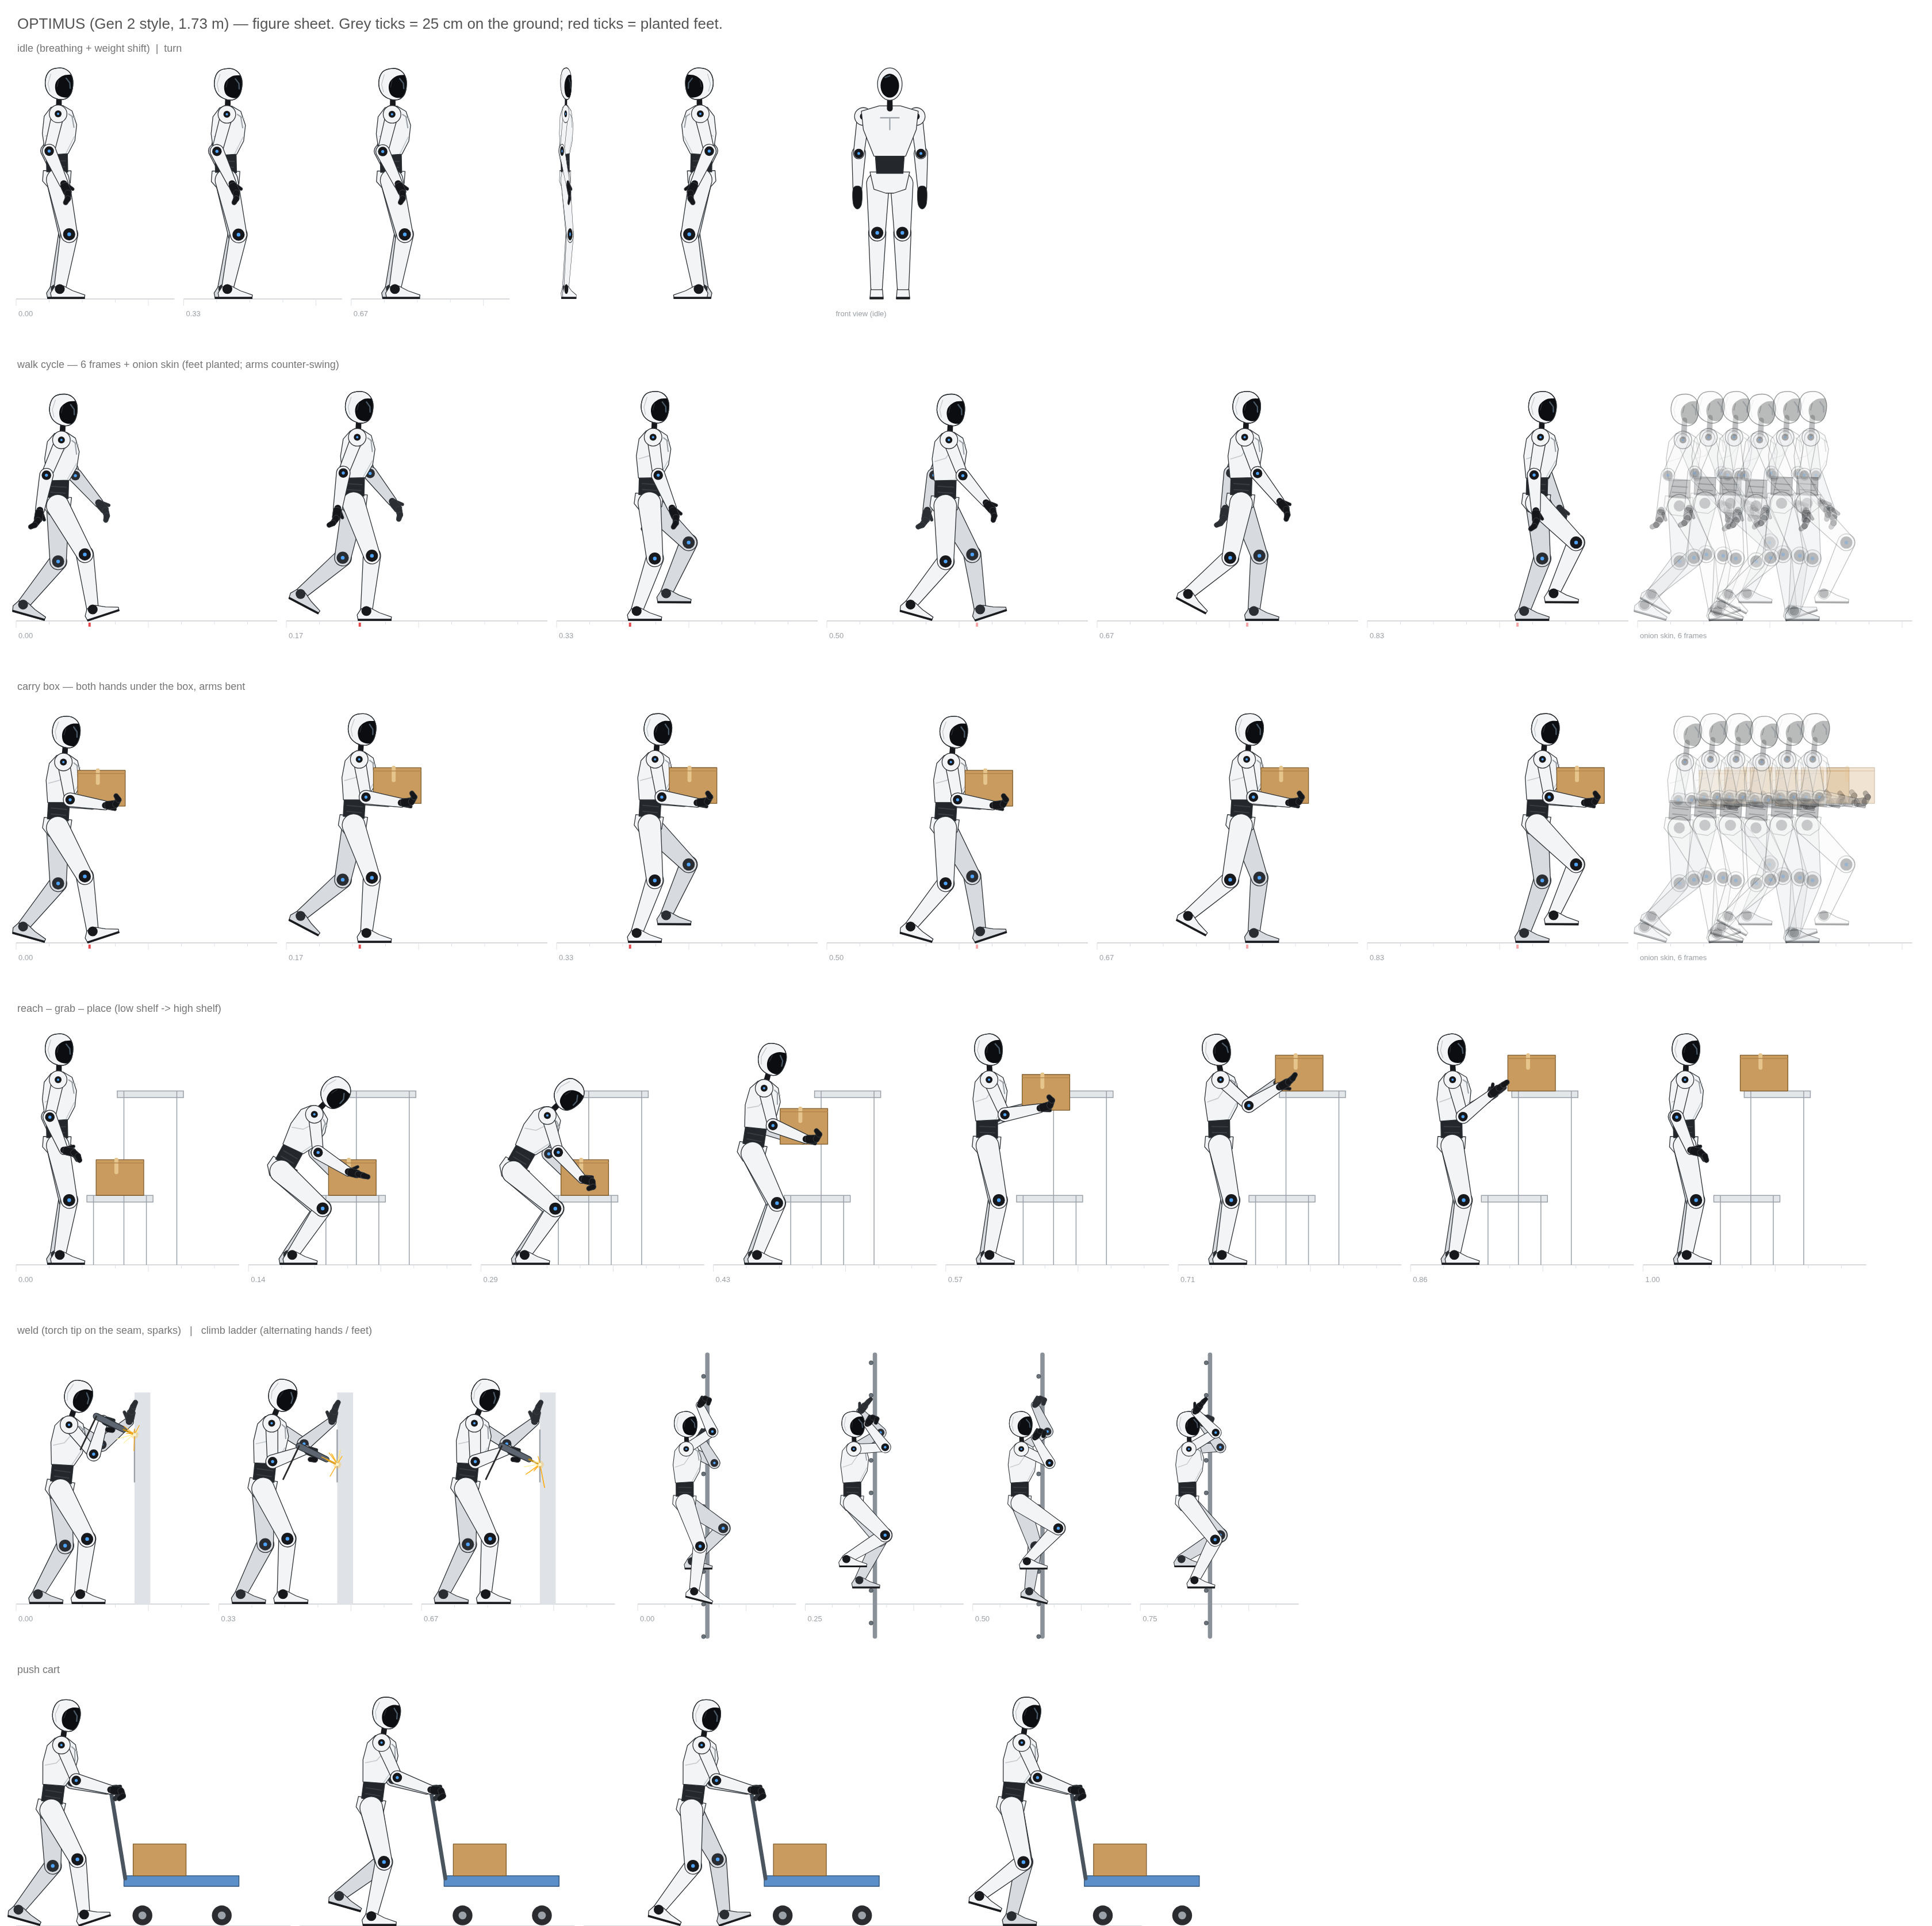 OPTIMUS (Gen 2 style, 1.73 m) — figure sheet. Grey ticks = 25 cm on the ground; red ticks = planted feet.
idle (breathing + weight shift) | turn
0.00 0.33 0.67 front view (idle)
walk cycle — 6 frames + onion skin (feet planted; arms counter-swing)
0.00 0.17 0.33 0.50 0.67 0.83 onion skin, 6 frames
carry box — both hands under the box, arms bent
0.00 0.17 0.33 0.50 0.67 0.83 onion skin, 6 frames
reach – grab – place (low shelf -> high shelf)
0.00 0.14 0.29 0.43 0.57 0.71 0.86 1.00
weld (torch tip on the seam, sparks) | climb ladder (alternating hands / feet)
0.00 0.33 0.67 0.00 0.25 0.50 0.75
push cart